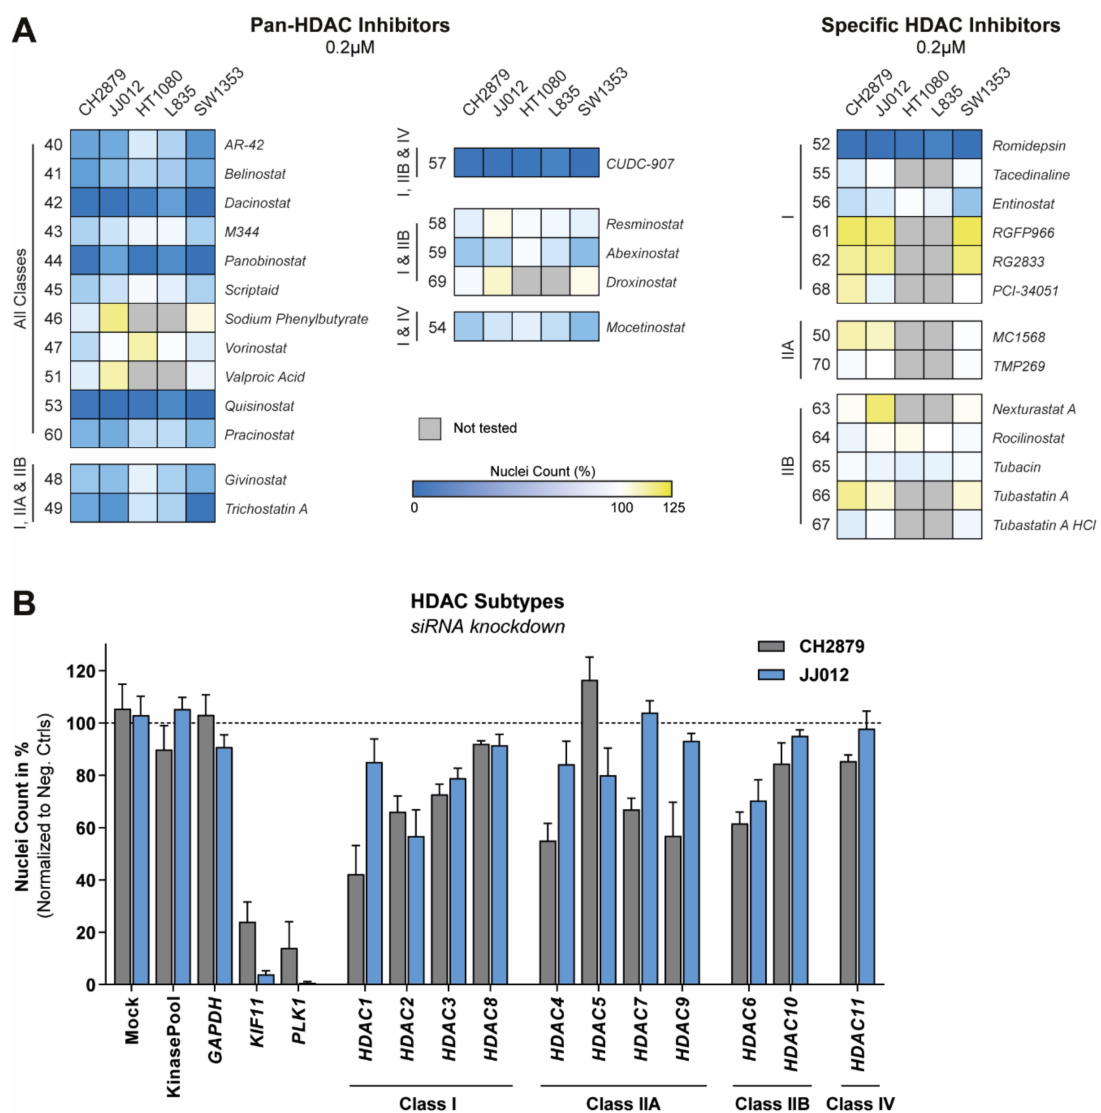 A
Pan-HDAC Inhibitors
0.2µM
Specific HDAC Inhibitors
0.2µM
CH2879 JJ012 HT1080 L835 SW1353
CH2879 JJ012 HT1080 L835 SW1353
CH2879 JJ012 HT1080 L835 SW1353
All Classes
40 AR-42
41 Belinostat
42 Dacinostat
43 M344
44 Panobinostat
45 Scriptaid
46 Sodium Phenylbutyrate
47 Vorinostat
51 Valproic Acid
53 Quisinostat
60 Pracinostat
I, IIA & IIB
48 Givinostat
49 Trichostatin A
I, IIB & IV
57 CUDC-907
I & IIB
58 Resminostat
59 Abexinostat
69 Droxinostat
I & IV
54 Mocetinostat
Not tested
Nuclei Count (%)
0 100 125
I
52 Romidepsin
55 Tacedinaline
56 Entinostat
61 RGFP966
62 RG2833
68 PCI-34051
IIA
50 MC1568
70 TMP269
IIB
63 Nexturastat A
64 Rocilinostat
65 Tubacin
66 Tubastatin A
67 Tubastatin A HCl
B
HDAC Subtypes
siRNA knockdown
CH2879
JJ012
Nuclei Count in %
(Normalized to Neg. Ctrls)
120
100
80
60
40
20
0
Mock KinasePool GAPDH KIF11 PLK1 HDAC1 HDAC2 HDAC3 HDAC8 HDAC4 HDAC5 HDAC7 HDAC9 HDAC6 HDAC10 HDAC11
Class I Class IIA Class IIB Class IV